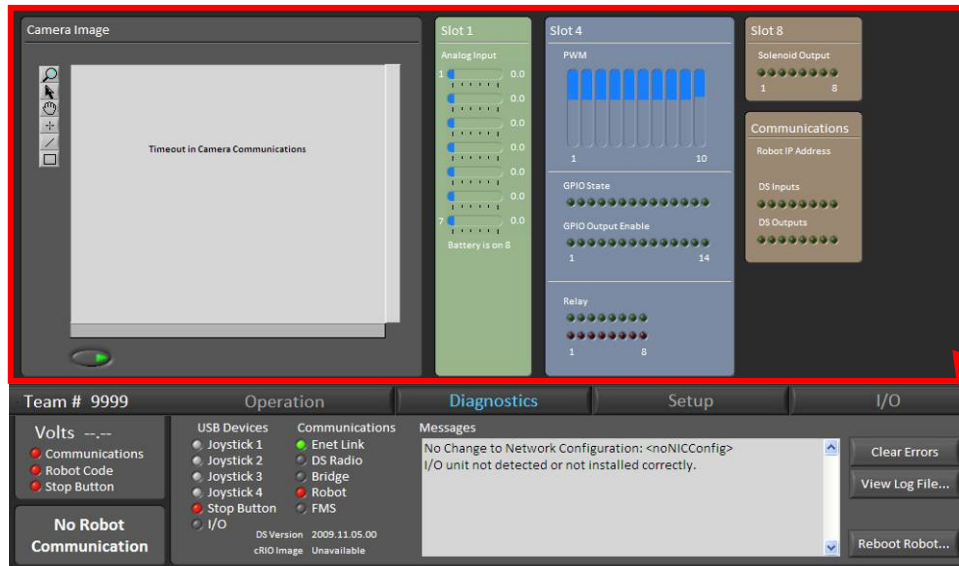 Camera Image
Timeout in Camera Communications
Slot 1
Analog Input
1 0.0
0.0
0.0
0.0
0.0
0.0
7 0.0
Battery is on 8
Slot 4
PWM
1 10
GPIO State
GPIO Output Enable
1 14
Relay
1 8
Slot 8
Solenoid Output
1 8
Communications
Robot IP Address
DS Inputs
DS Outputs
Team # 9999
Operation
Diagnostics
Setup
I/O
Volts --.--
Communications
Robot Code
Stop Button
No Robot
Communication
USB Devices
Joystick 1
Joystick 2
Joystick 3
Joystick 4
Stop Button
I/O
Communications
Enet Link
DS Radio
Bridge
Robot
FMS
DS Version 2009.11.05.00
cRIO Image Unavailable
Messages
No Change to Network Configuration: <noNICConfig>
I/O unit not detected or not installed correctly.
Clear Errors
View Log File...
Reboot Robot...